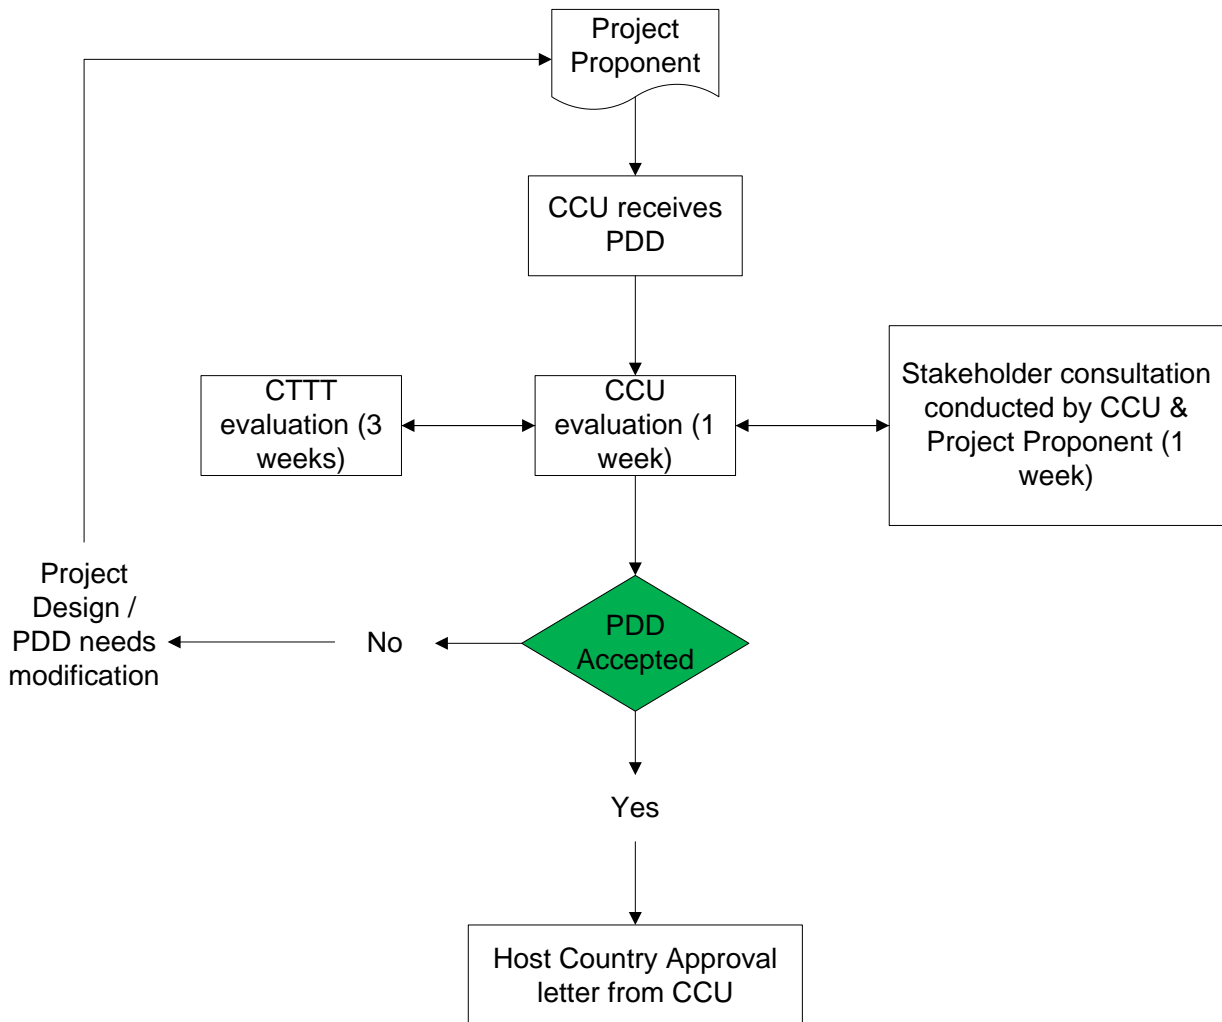 Project
Proponent
CCU receives
PDD
CTTT
evaluation (3
weeks)
CCU
evaluation (1
week)
Stakeholder consultation
conducted by CCU &
Project Proponent (1
week)
Project
Design /
PDD needs
modification
No
PDD
Accepted
Yes
Host Country Approval
letter from CCU